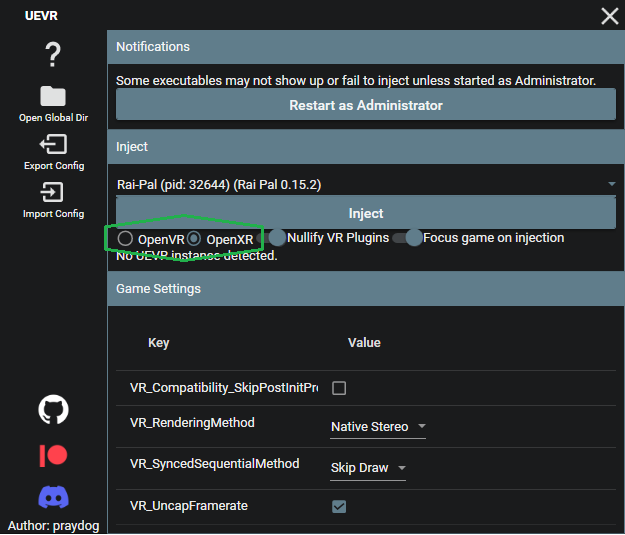 UEVR
?
Open Global Dir
Export Config
Import Config
Author: praydog
Notifications
Some executables may not show up or fail to inject unless started as Administrator.
Restart as Administrator
Inject
Rai-Pal (pid: 32644) (Rai Pal 0.15.2)
Inject
OpenVR OpenXR Nullify VR Plugins Focus game on injection
No UEVR instance detected.
Game Settings
Key Value
VR_Compatibility_SkipPostInitPro
VR_RenderingMethod Native Stereo
VR_SyncedSequentialMethod Skip Draw
VR_UncapFramerate